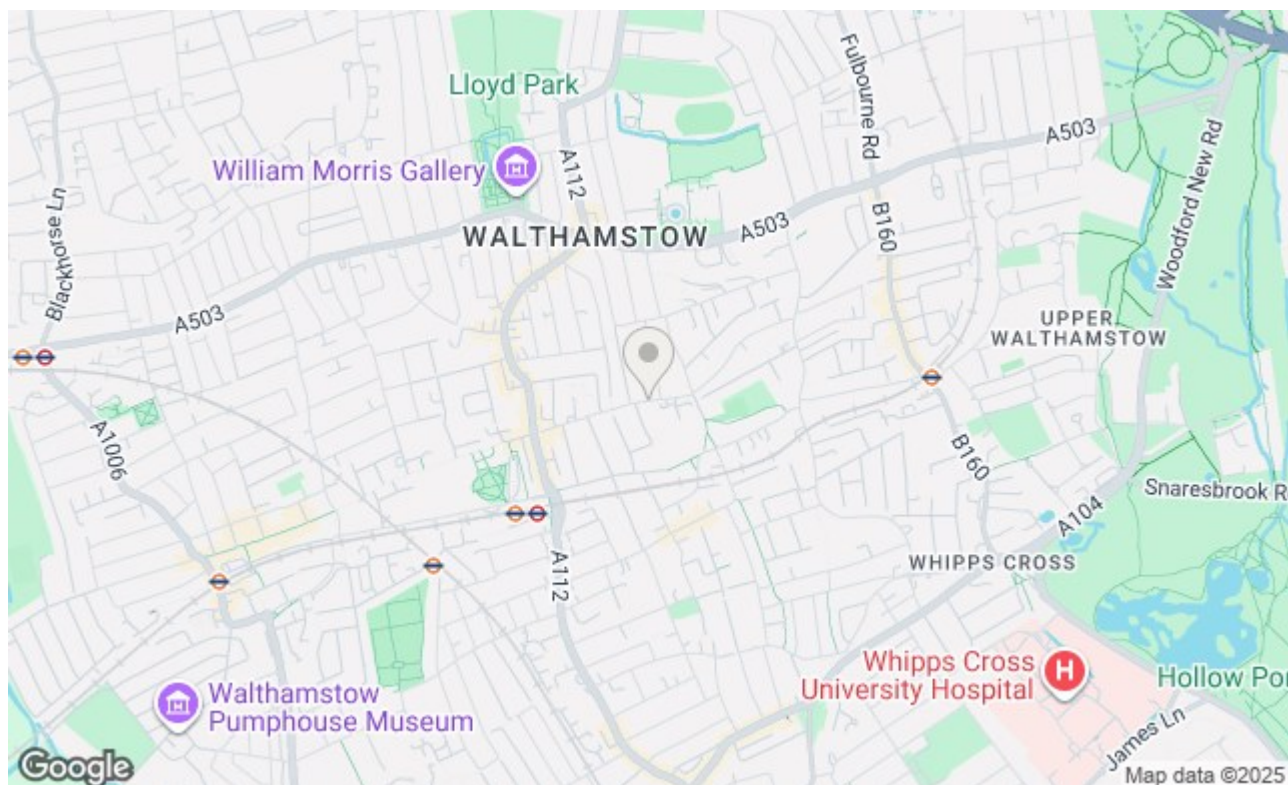 Lloyd Park
Fulbourne Rd
Woodford New Rd
A503
William Morris Gallery
A112
Blackhorse Ln
B160
WALTHAMSTOW
A503
A503
UPPER
WALTHAMSTOW
A1006
B160
Snaresbrook R
A104
A112
WHIPPS CROSS
Whipps Cross
University Hospital
H
Hollow Pon
Walthamstow
Pumphouse Museum
James Ln
Google
Map data ©2025